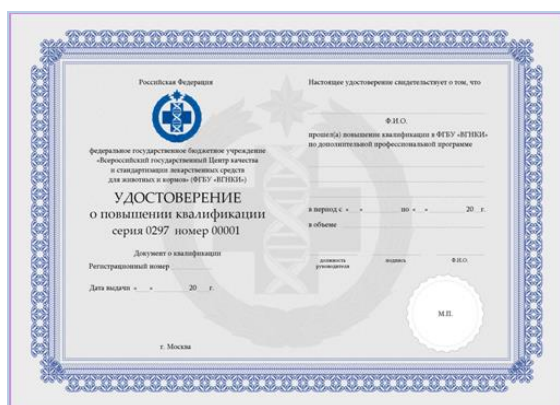 Российская Федерация
федеральное государственное бюджетное учреждение
«Всероссийский государственный Центр качества
и стандартизации лекарственных средств
для животных и кормов» (ФГБУ «ВГНКИ»)
УДОСТОВЕРЕНИЕ
о повышении квалификации
серия 0297 номер 00001
Документ о квалификации
Регистрационный номер
Дата выдачи « » 20 г.
г. Москва
Настоящее удостоверение свидетельствует о том, что
Ф.И.О.
прошел(а) повышение квалификации в ФГБУ «ВГНКИ»
по дополнительной профессиональной программе
в период с « » по « » 20 г.
в объеме
должность руководителя подпись Ф.И.О.
М.П.